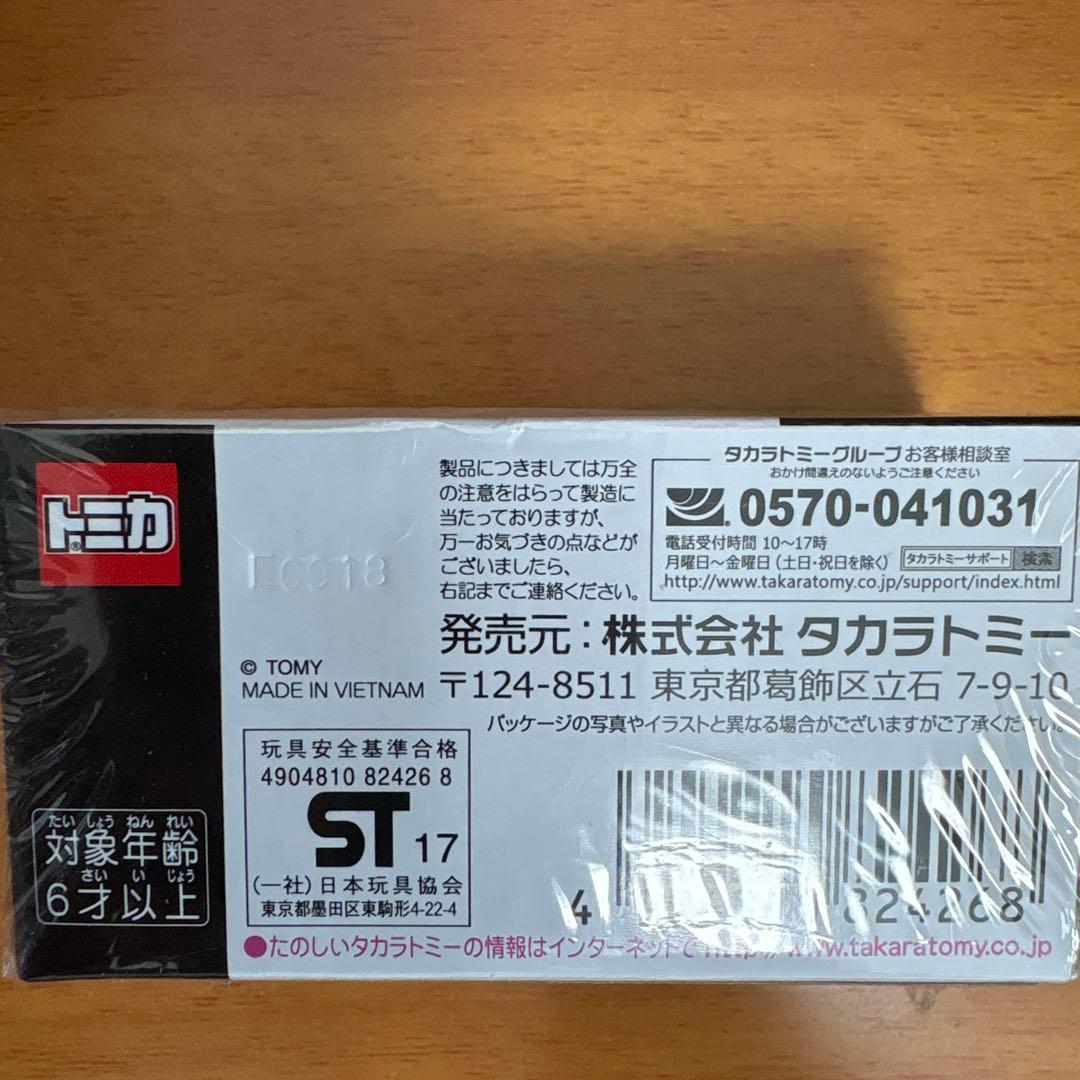 トミカ
®
E0918
製品につきましては万全
の注意をはらって製造に
当たっておりますが、
万一お気づきの点などが
ございましたら、
右記までご連絡ください。
タカラトミーグループ お客様相談室
おかけ間違えのないようご注意ください
0570-041031
電話受付時間 10～17時
月曜日～金曜日（土日・祝日を除く） タカラトミーサポート 検索
http://www.takaratomy.co.jp/support/index.html
発売元：株式会社 タカラトミー
© TOMY
MADE IN VIETNAM
〒124-8511 東京都葛飾区立石 7-9-10
パッケージの写真やイラストと異なる場合がございますがご了承ください。
玩具安全基準合格
4904810 82426 8
ST 17
（一社）日本玩具協会
東京都墨田区東駒形4-22-4
たい しょう ねん れい
対象年齢
さい い じょう
6才以上
4 824268
●たのしいタカラトミーの情報はインターネットで http://www.takaratomy.co.jp